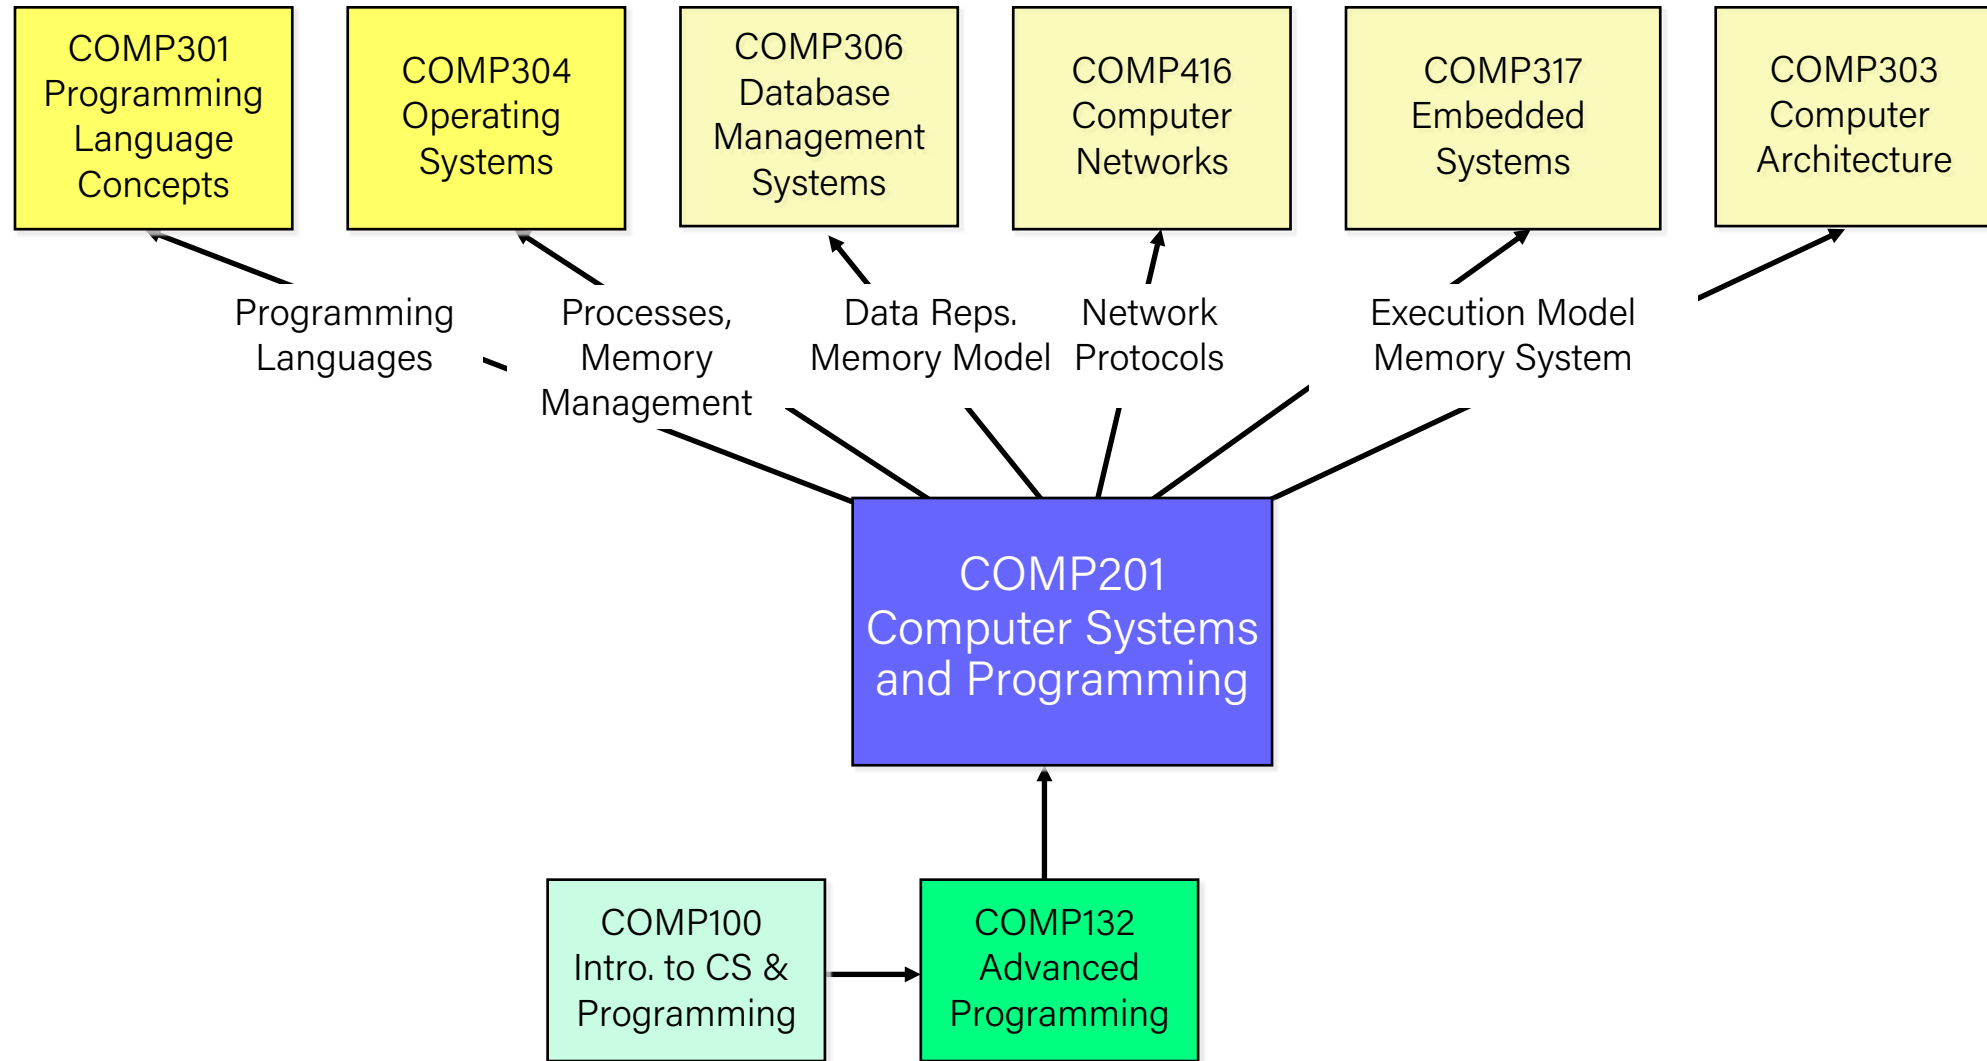 COMP301
Programming
Language
Concepts
COMP304
Operating
Systems
COMP306
Database
Management
Systems
COMP416
Computer
Networks
COMP317
Embedded
Systems
COMP303
Computer
Architecture
Programming
Languages
Processes,
Memory
Management
Data Reps.
Memory Model
Network
Protocols
Execution Model
Memory System
COMP201
Computer Systems
and Programming
COMP100
Intro. to CS &
Programming
COMP132
Advanced
Programming